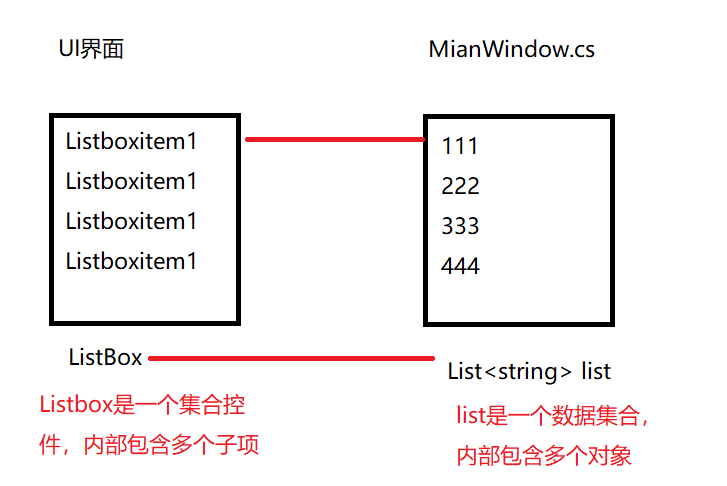 UI界面
MianWindow.cs
Listboxitem1
Listboxitem1
Listboxitem1
Listboxitem1
111
222
333
444
ListBox
List<string> list
Listbox是一个集合控
件，内部包含多个子项
list是一个数据集合，
内部包含多个对象